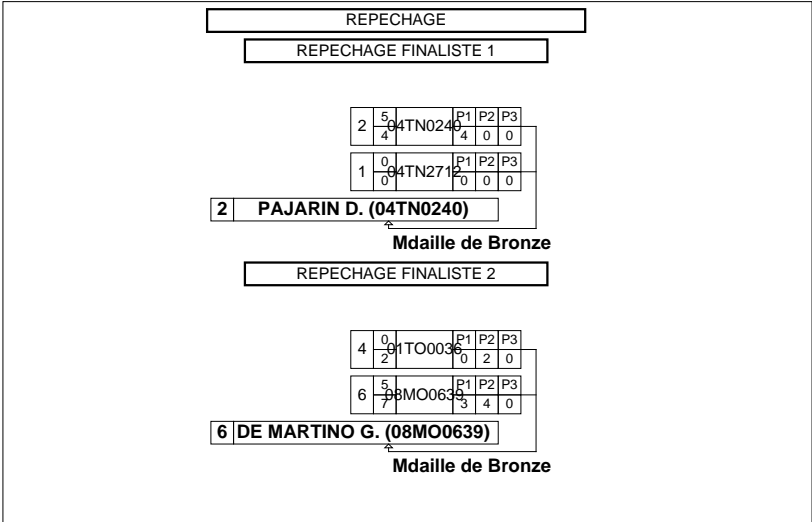 REPECHAGE
REPECHAGE FINALISTE 1
5 P1 P2 P3
2 04TN0240
4 4 0 0
0 P1 P2 P3
1 04TN2712
0 0 0 0
2 PAJARIN D. (04TN0240)
Mdaille de Bronze
REPECHAGE FINALISTE 2
0 P1 P2 P3
4 01TO0036
2 0 2 0
5 P1 P2 P3
6 08MO0639
7 3 4 0
6 DE MARTINO G. (08MO0639)
Mdaille de Bronze